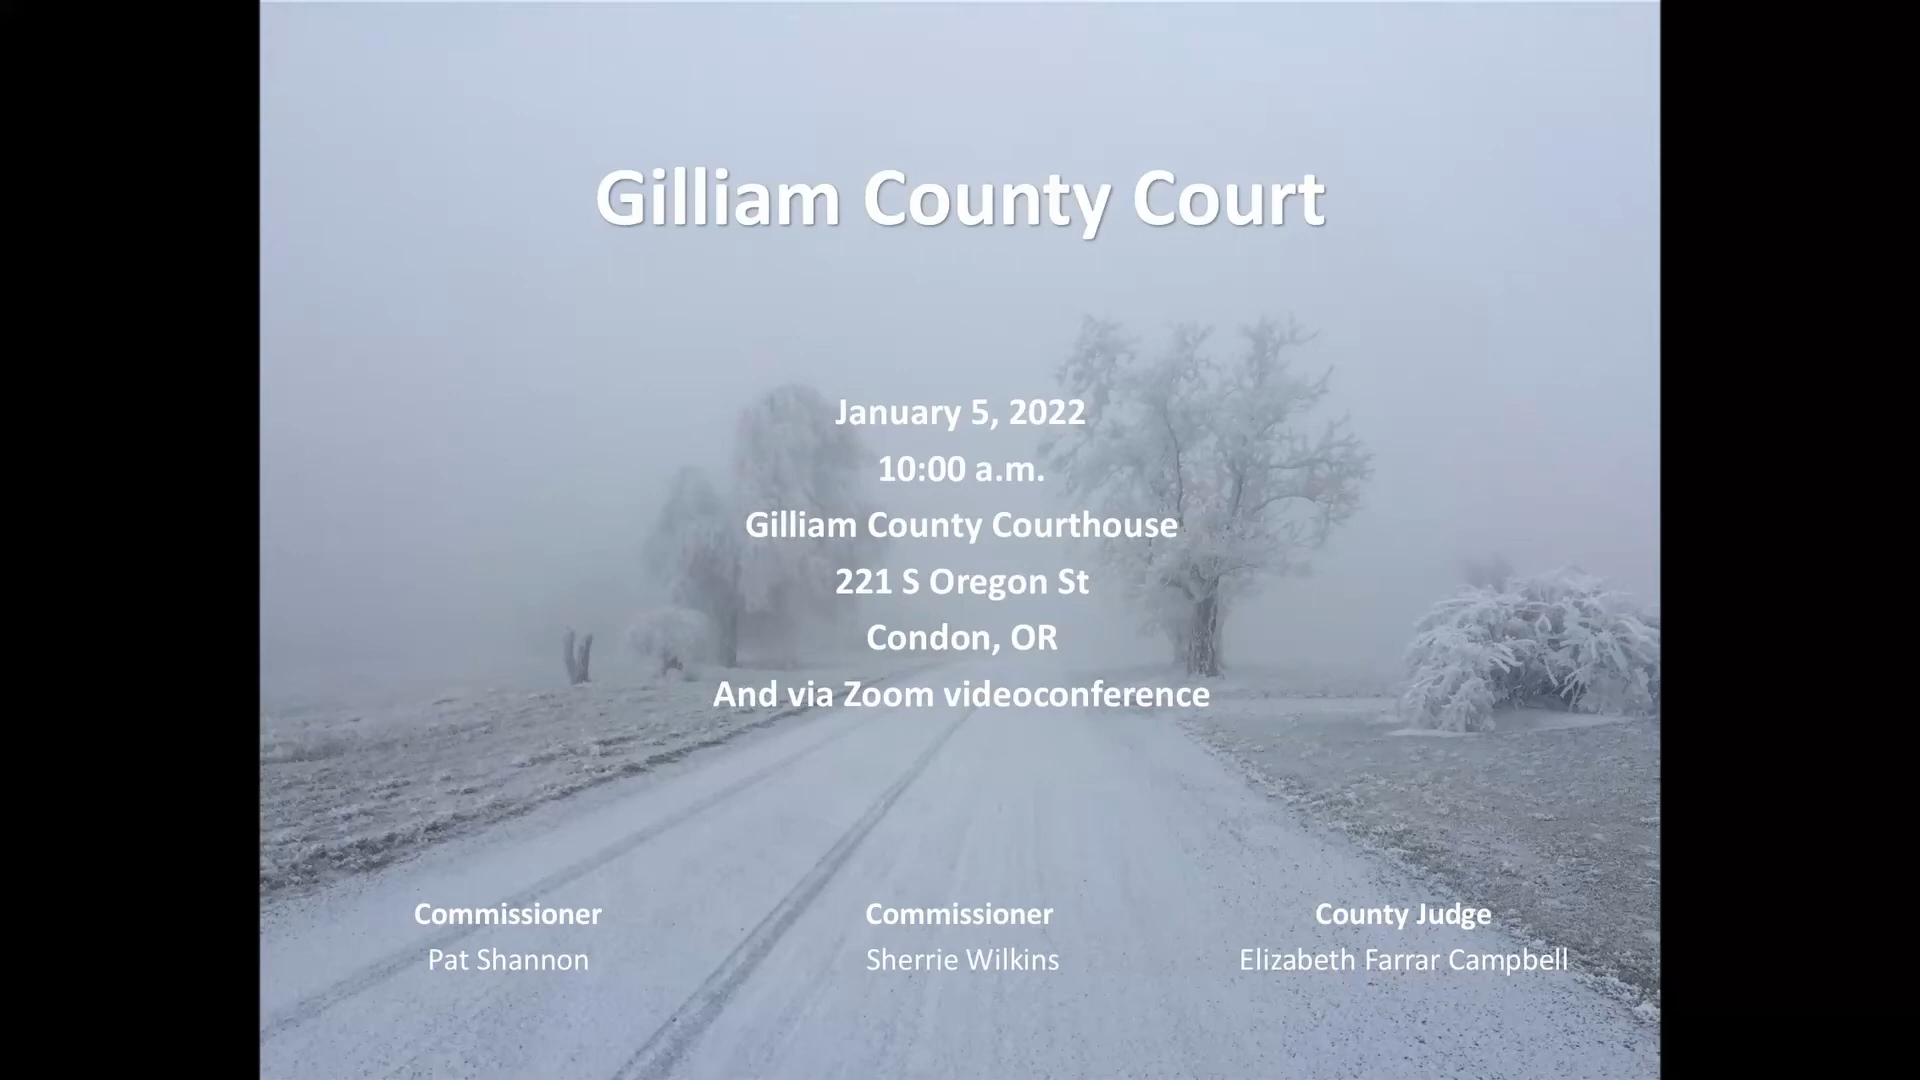 Gilliam County Court
January 5, 2022
10:00 a.m.
Gilliam County Courthouse
221 S Oregon St
Condon, OR
And via Zoom videoconference
Commissioner
Pat Shannon
Commissioner
Sherrie Wilkins
County Judge
Elizabeth Farrar Campbell